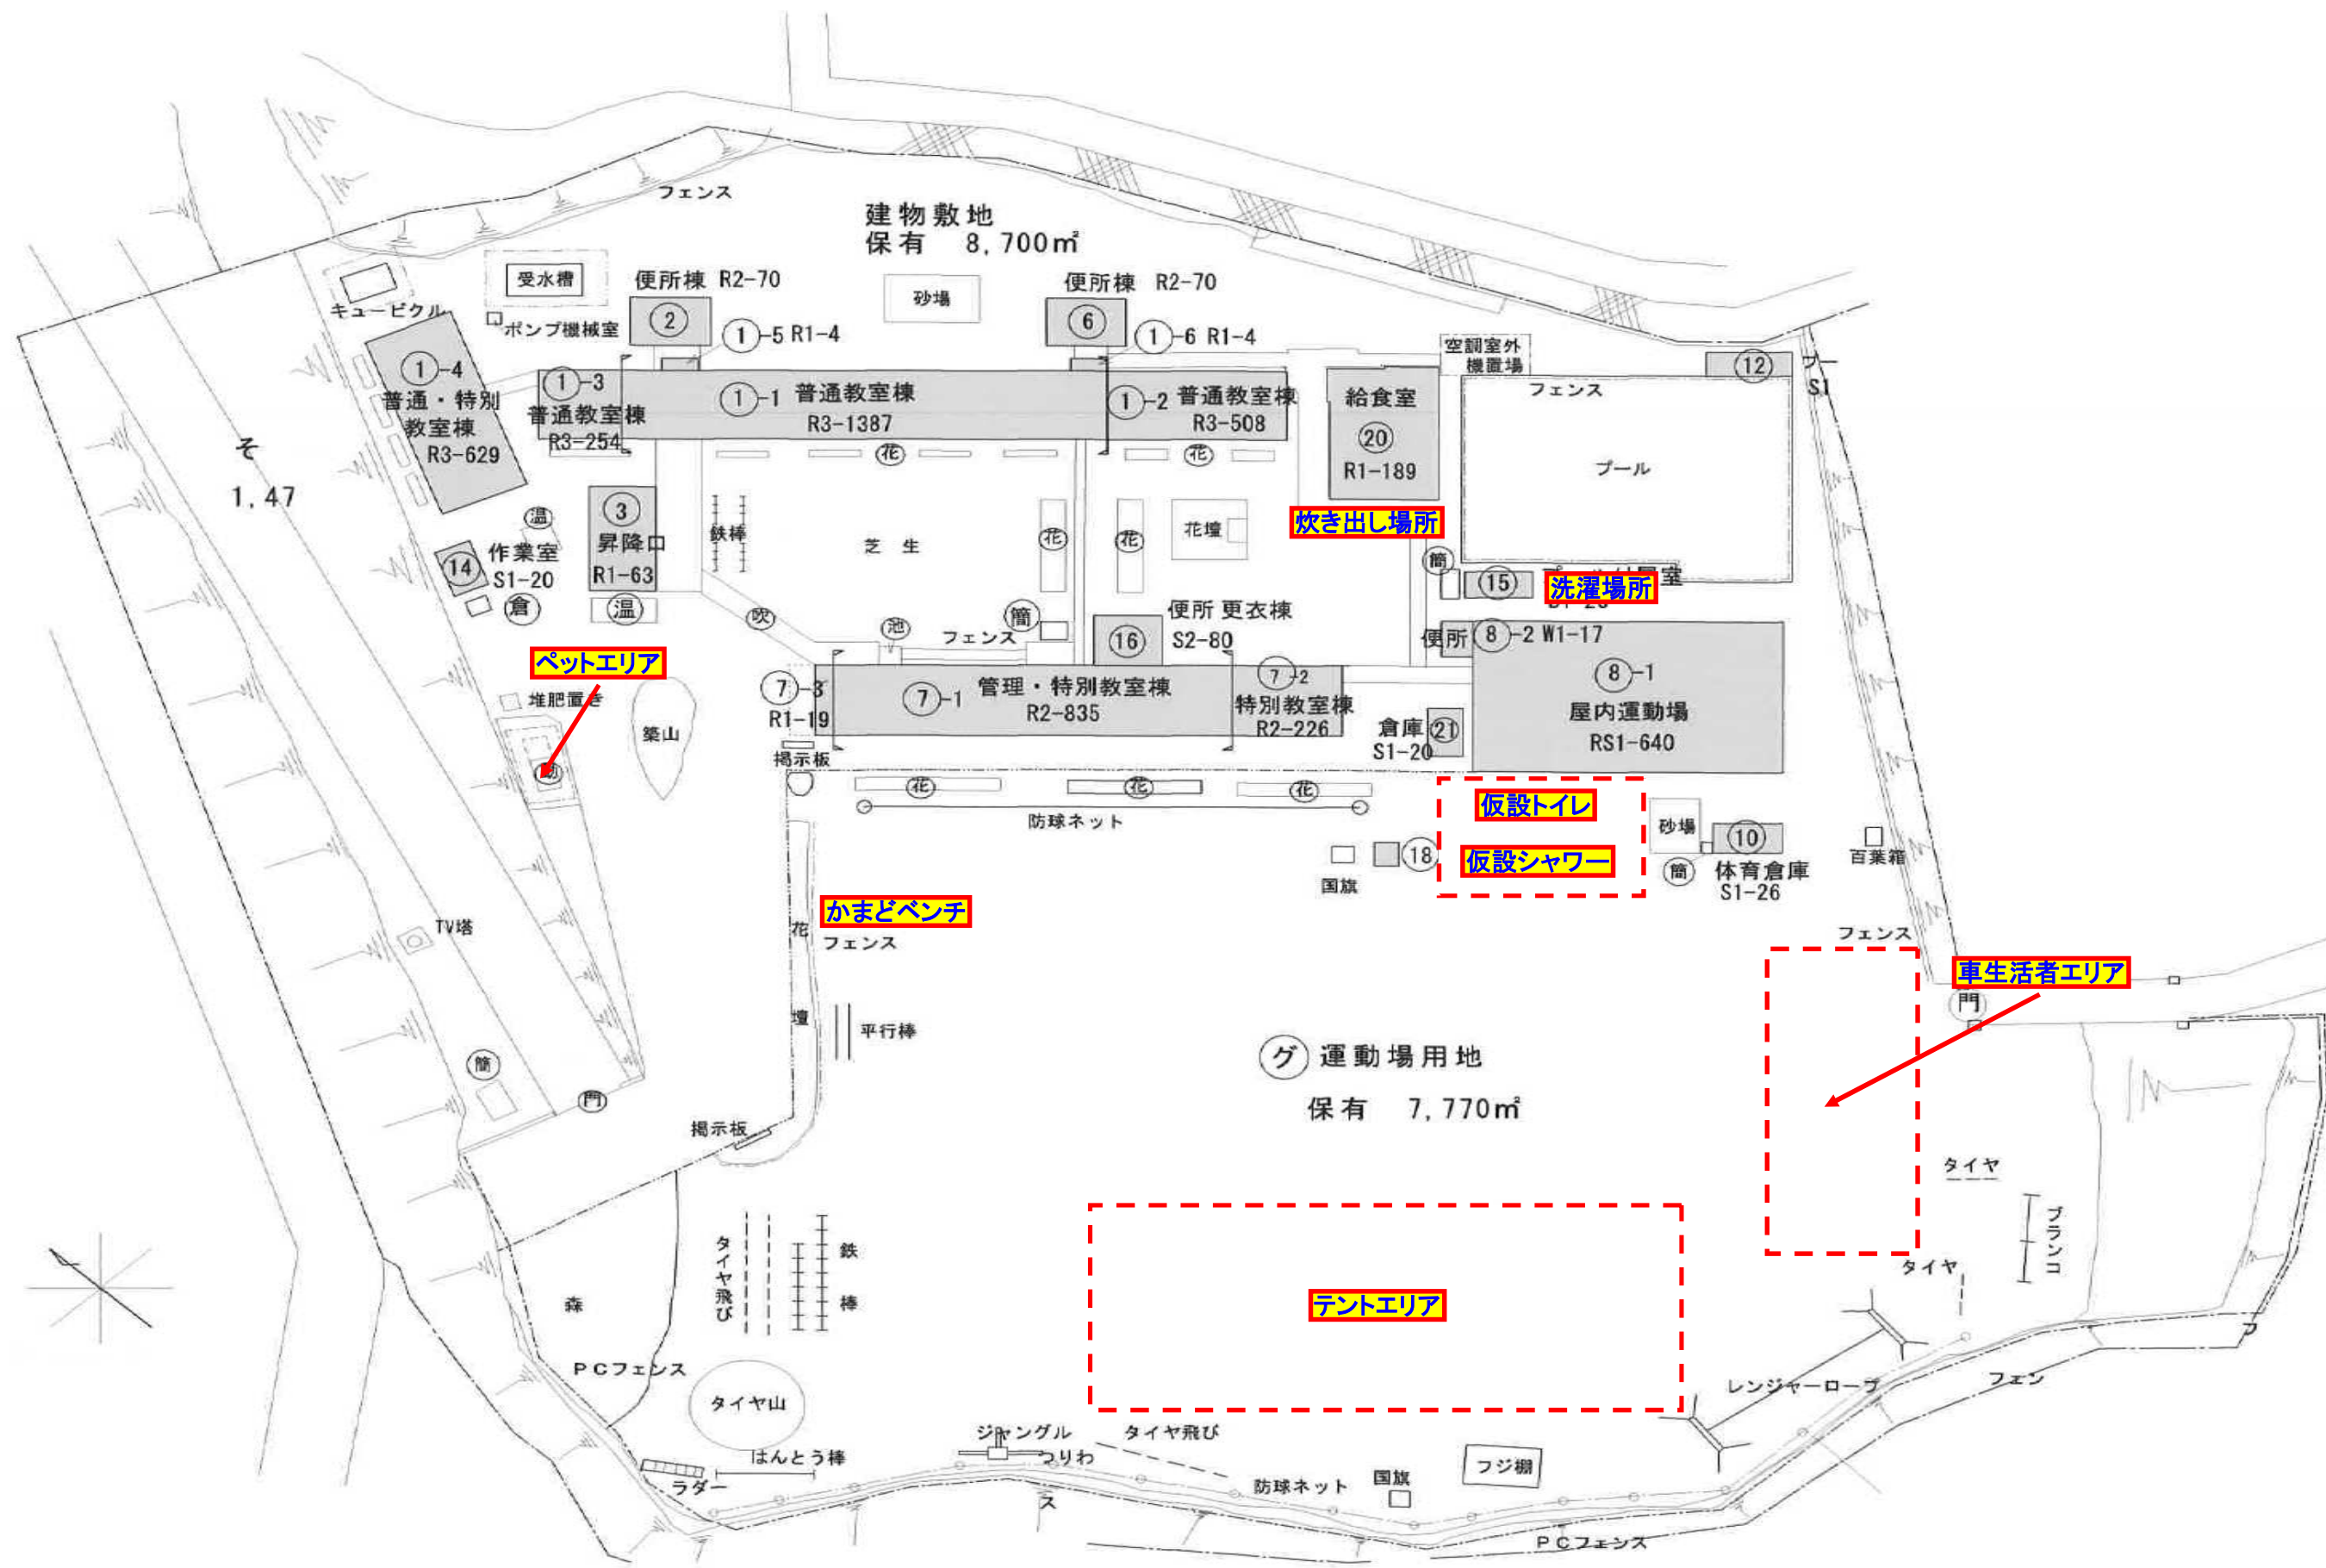 フェンス
建物敷地
保有 8,700㎡
受水槽
便所棟 R2-70
砂場
便所棟 R2-70
キュービクル
ポンプ機械室
②
①-5 R1-4
⑥
①-6 R1-4
空調室外
機置場
⑫
プー
S1
①-4
普通・特別
教室棟
R3-629
①-3
普通教室棟
R3-254
①-1 普通教室棟
R3-1387
①-2 普通教室棟
R3-508
給食室
⑳
R1-189
フェンス
プール
そ
1,47
花
花
温
③
昇降口
R1-63
鉄棒
芝生
花
花
花壇
炊き出し場所
⑭
作業室
S1-20
倉
温
簡
⑮
洗濯場所
吹
池
フェンス
簡
⑯
便所 更衣棟
S2-80
便所
⑧-2 W1-17
ペットエリア
堆肥置き
築山
動
⑦-3
R1-19
⑦-1 管理・特別教室棟
R2-835
⑦-2
特別教室棟
R2-226
倉庫
S1-20
㉑
⑧-1
屋内運動場
RS1-640
掲示板
花
花
花
防球ネット
仮設トイレ
仮設シャワー
国旗
⑱
砂場
⑩
簡
体育倉庫
S1-26
百葉箱
かまどベンチ
フェンス
花
壇
TV塔
平行棒
フェンス
車生活者エリア
門
グ 運動場用地
保有 7,770㎡
簡
門
掲示板
タイヤ
ブランコ
タイヤ
タイヤ飛び
鉄
棒
森
テントエリア
PCフェンス
タイヤ山
レンジャーロープ
フェン
フ
はんとう棒
ラダー
ジャングル
つりわ
タイヤ飛び
ス
防球ネット
国旗
フジ棚
PCフェンス